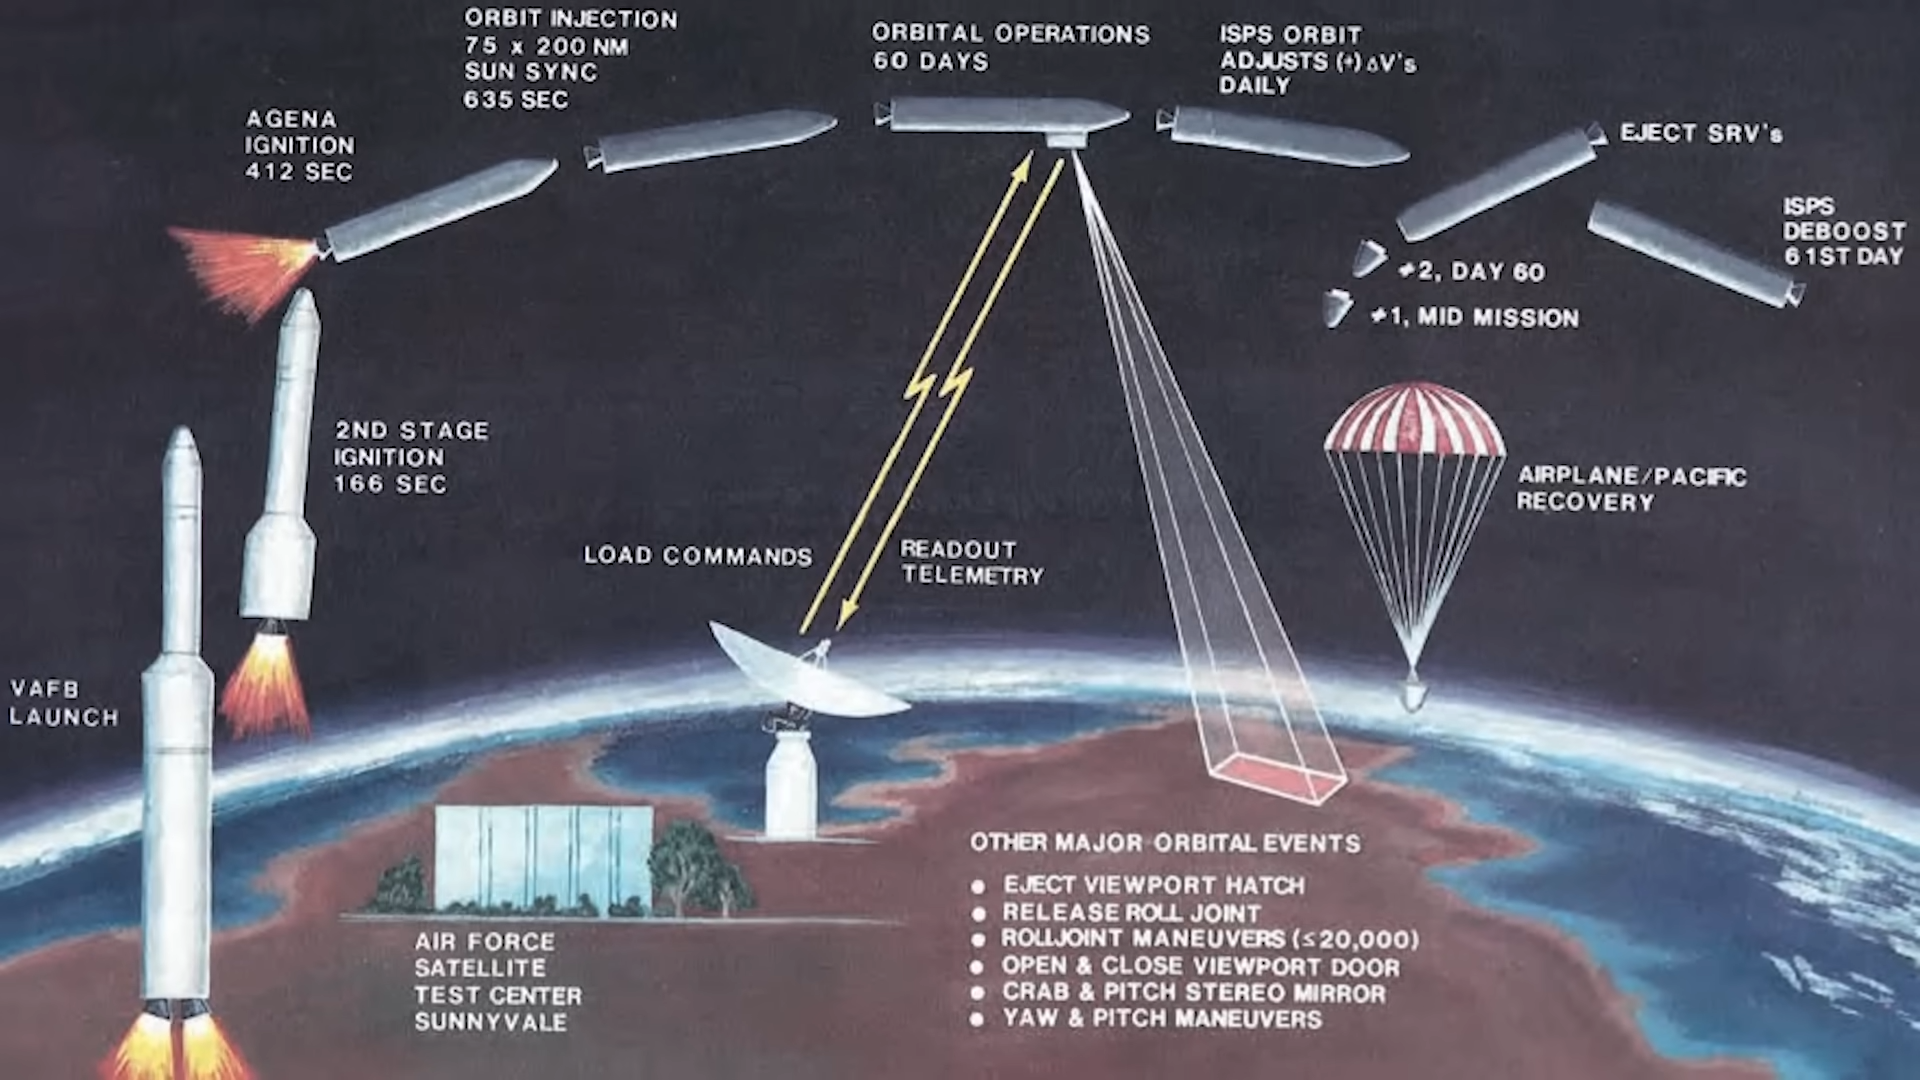 ORBIT INJECTION
75 x 200 NM
SUN SYNC
635 SEC
ORBITAL OPERATIONS
60 DAYS
ISPS ORBIT
ADJUSTS (+) ΔV's
DAILY
AGENA
IGNITION
412 SEC
EJECT SRV's
ISPS
DEBOOST
61ST DAY
#2, DAY 60
#1, MID MISSION
2ND STAGE
IGNITION
166 SEC
AIRPLANE/PACIFIC
RECOVERY
LOAD COMMANDS
READOUT
TELEMETRY
VAFB
LAUNCH
AIR FORCE
SATELLITE
TEST CENTER
SUNNYVALE
OTHER MAJOR ORBITAL EVENTS
● EJECT VIEWPORT HATCH
● RELEASE ROLL JOINT
● ROLLJOINT MANEUVERS (≤20,000)
● OPEN & CLOSE VIEWPORT DOOR
● CRAB & PITCH STEREO MIRROR
● YAW & PITCH MANEUVERS